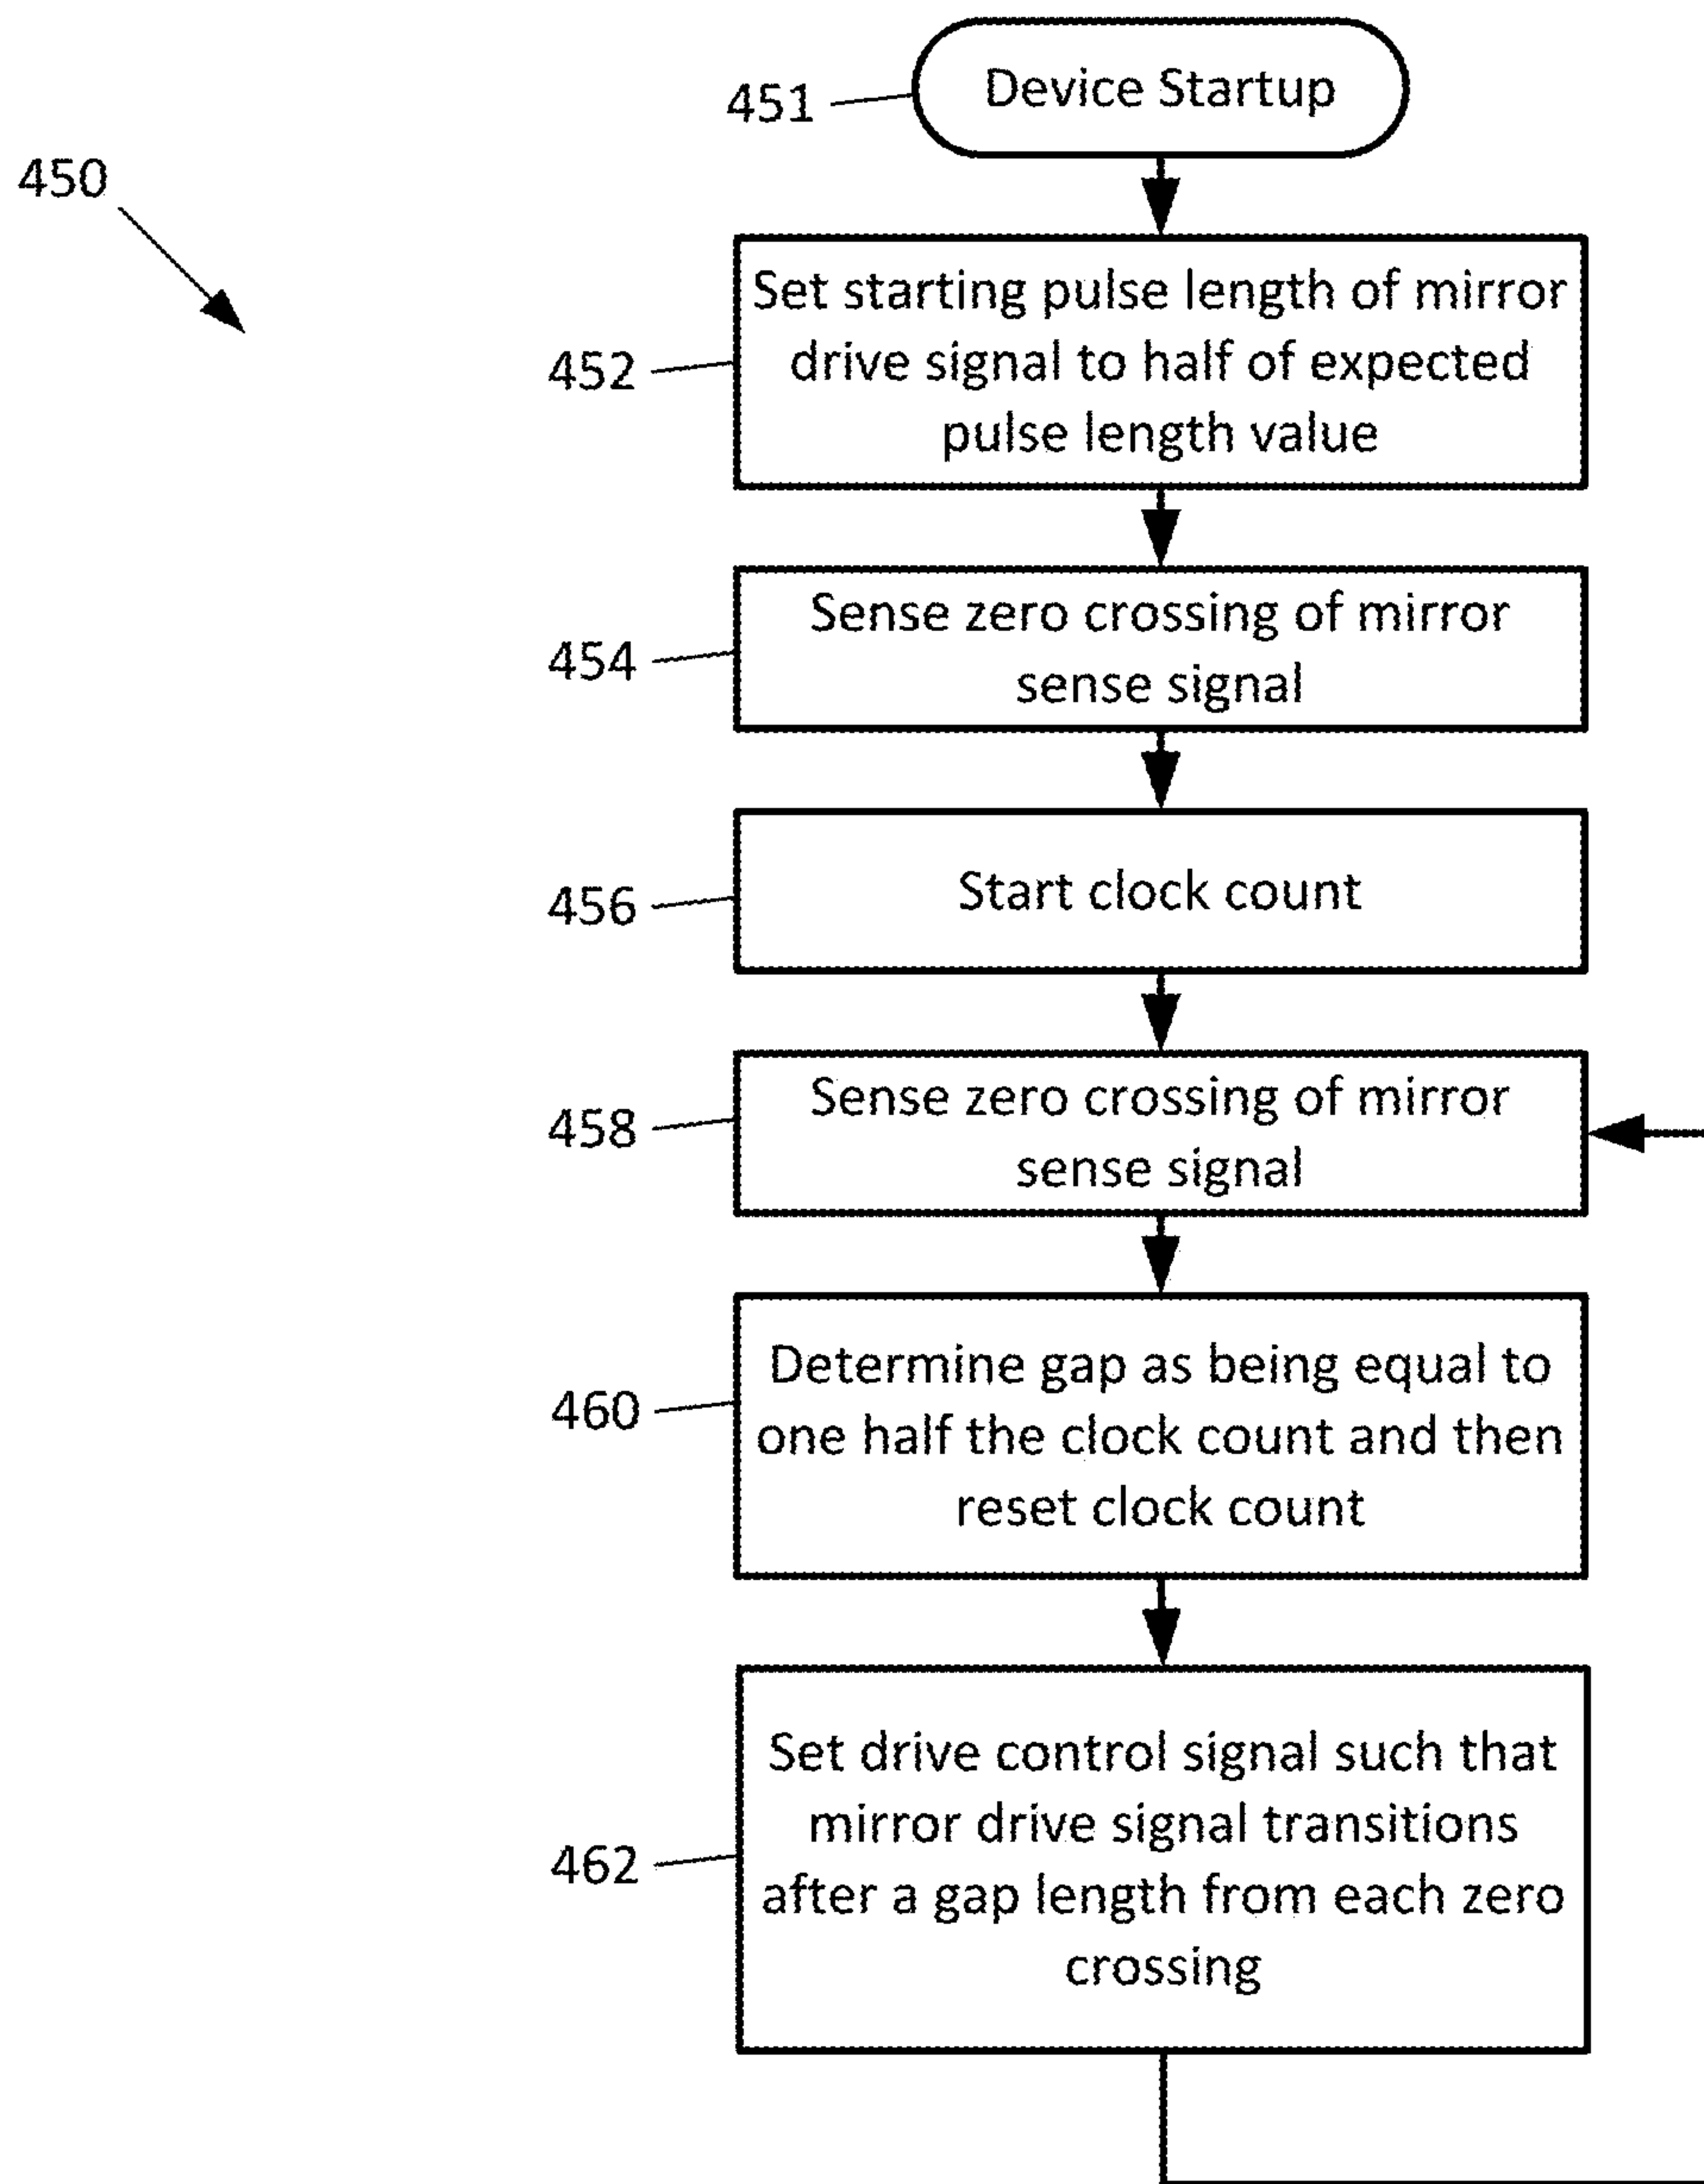 Device Startup
451
450
Set starting pulse length of mirror
drive signal to half of expected
pulse length value
452
Sense zero crossing of mirror
sense signal
454
Start clock count
456
Sense zero crossing of mirror
sense signal
458
Determine gap as being equal to
one half the clock count and then
reset clock count
460
Set drive control signal such that
mirror drive signal transitions
after a gap length from each zero
crossing
462